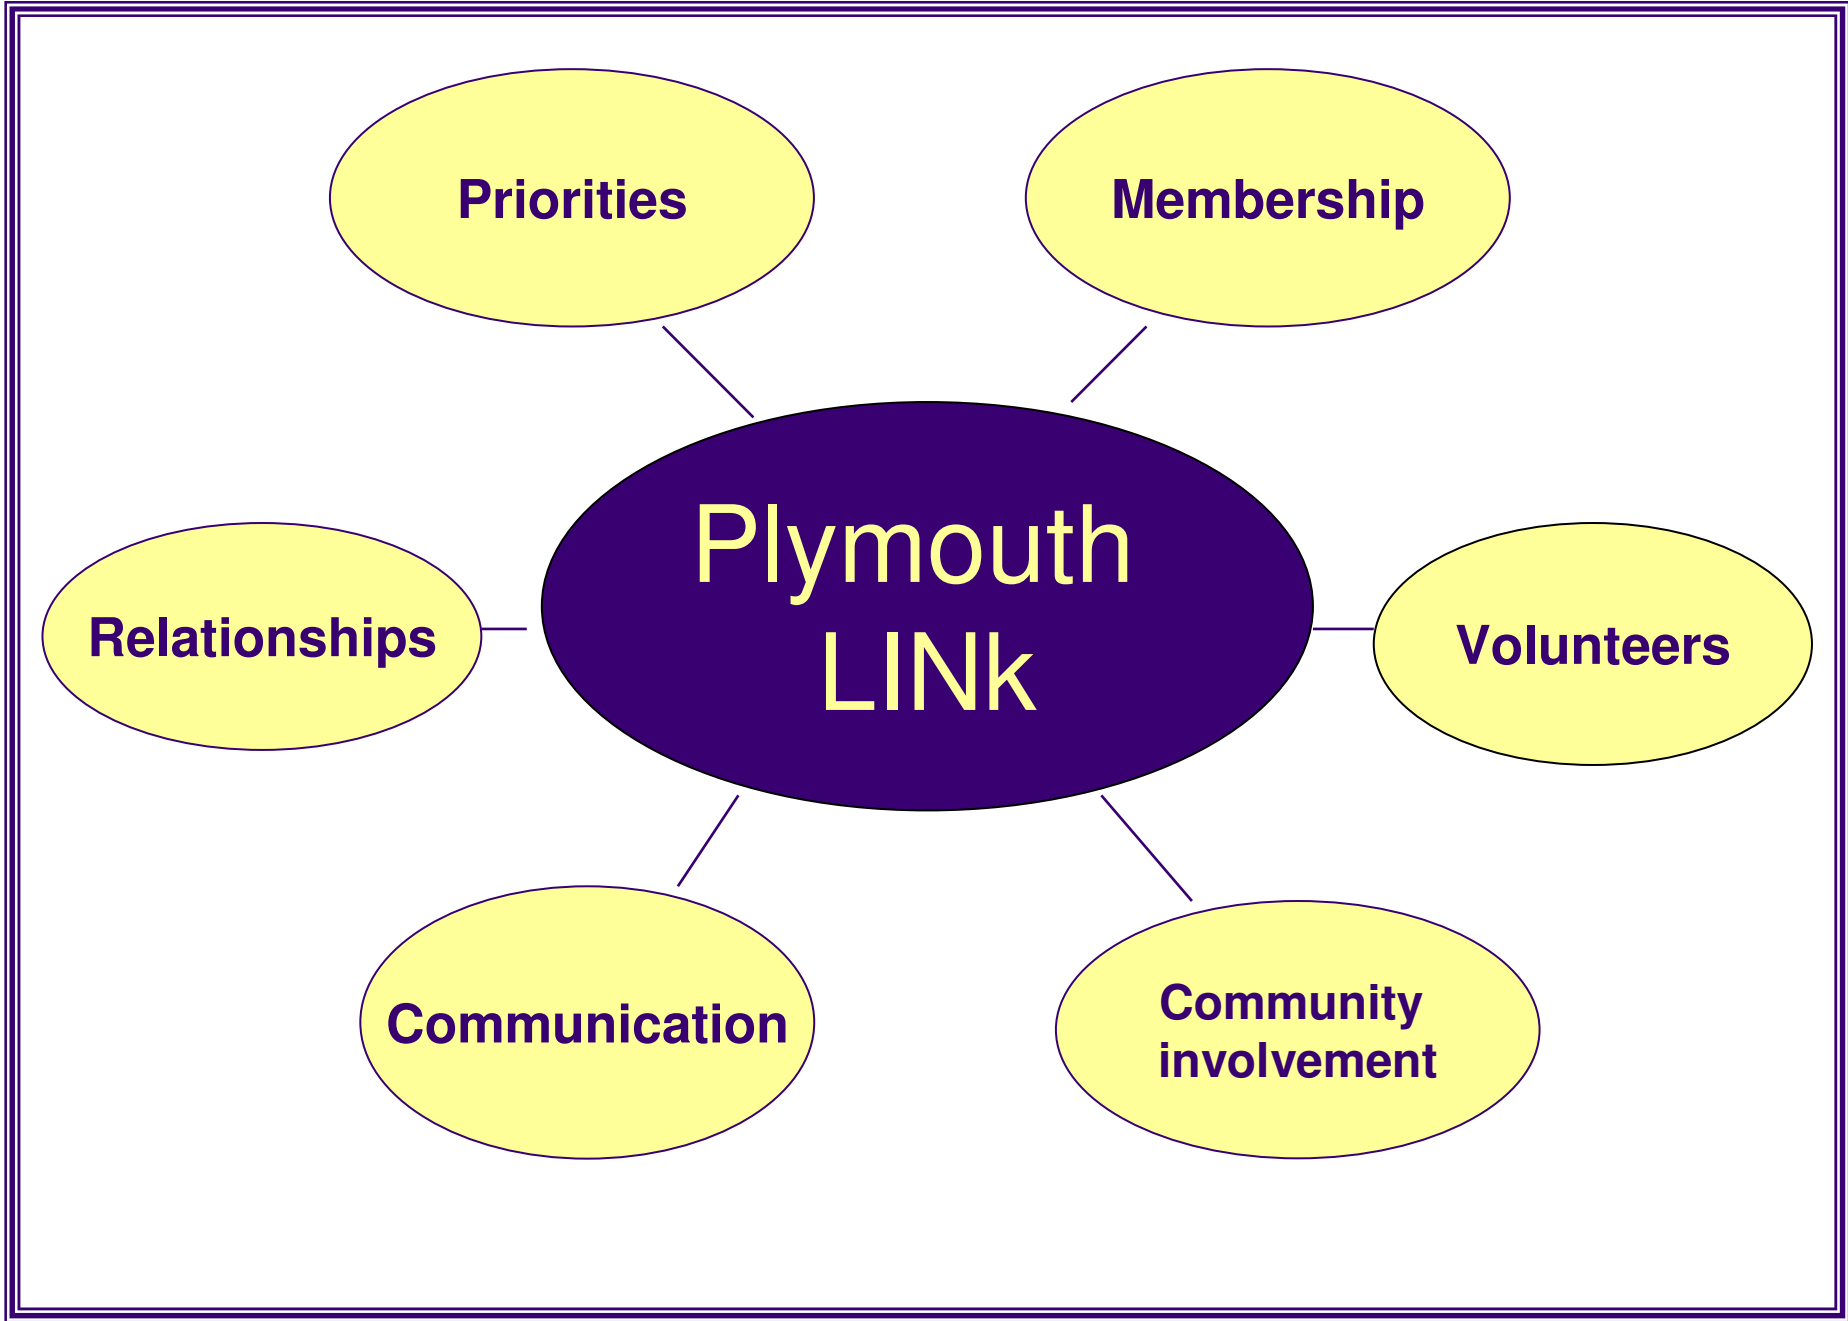 Priorities
Membership
Plymouth
LINk
Relationships
Volunteers
Communication
Community
involvement